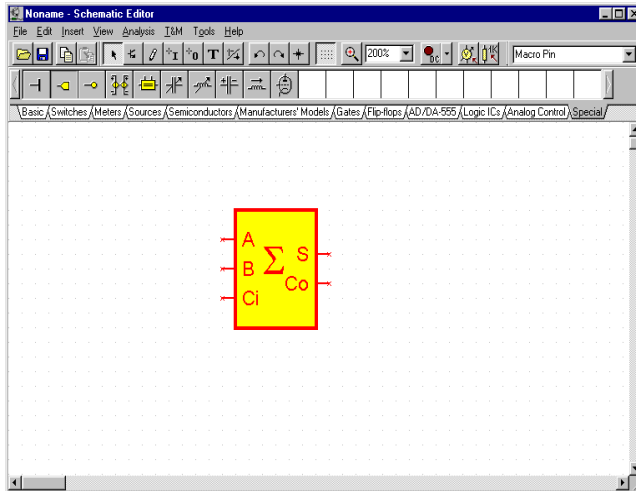 Noname - Schematic Editor
File Edit Insert View Analysis T&M Tools Help
T 200% DC Macro Pin
Basic Switches Meters Sources Semiconductors Manufacturers' Models Gates Flip-flops AD/DA-555 Logic ICs Analog Control Special
A
B
Ci
Σ
S
Co